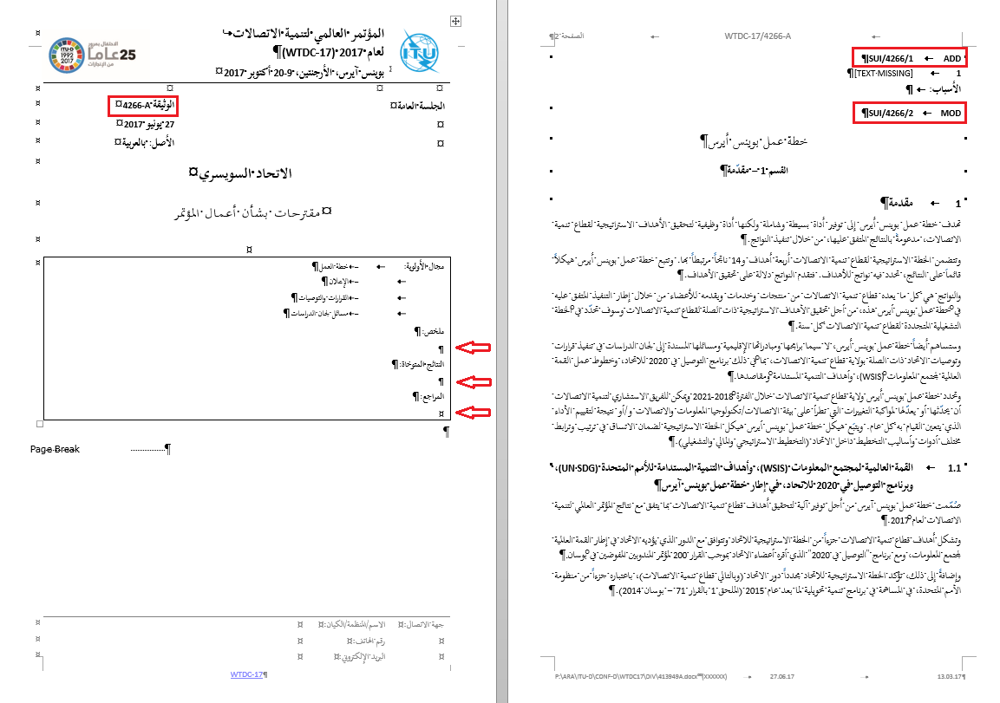 المؤتمر العالمي لتنمية الاتصالات
لعام 2017 (WTDC-17)
بوينس آيرس، الأرجنتين، 9-20 أكتوبر 2017
الاحتفال بمرور
25 عاماً
من الإنجازات
ITU-D
1992
2017
ITU
الجلسة العامة
الوثيقة 4266-A
27 يونيو 2017
الأصل: بالعربية
الاتحاد السويسري
مقترحات بشأن أعمال المؤتمر
مجال الأولوية: – خطة العمل
– الإعلان
– القرارات والتوصيات
– مسائل لجان الدراسات
ملخص:
النتائج المتوخاة:
المراجع:
Page Break
جهة الاتصال: الاسم/المنظمة/الكيان:
رقم الهاتف:
البريد الإلكتروني:
WTDC-17
WTDC-17/4266-A
الصفحة 2
ADD SUI/4266/1
1 [TEXT MISSING]
الأسباب:
MOD SUI/4266/2
خطة عمل بوينس أيرس
القسم 1 – مقدّمة
1 مقدمة
تهدف خطة عمل بوينس أيرس إلى توفير أداة بسيطة وشاملة ولكنها أداة وظيفية لتحقيق الأهداف الاستراتيجية لقطاع تنمية
الاتصالات، مدعومة بالنتائج المتفق عليها، من خلال تنفيذ النواتج.
وتتضمن الخطة الاستراتيجية لقطاع تنمية الاتصالات أربعة أهداف و14 ناتجاً مرتبطاً بها. وتتبع خطة عمل بوينس أيرس هيكلاً
قائماً على النتائج، تحدد فيه نواتج للأهداف. فتقدم النواتج دلالة على تحقيق الأهداف.
والنواتج هي كل ما يعده قطاع تنمية الاتصالات من منتجات وخدمات ويقدمه للأعضاء من خلال إطار التنفيذ المتفق عليه
في خطة عمل بوينس أيرس هذه، من أجل تحقيق الأهداف الاستراتيجية ذات الصلة لقطاع تنمية الاتصالات وسوف تحدّد في الخطة
التشغيلية المتجددة لقطاع تنمية الاتصالات كل سنة.
وستساهم أيضاً خطة عمل بوينس أيرس، لا سيما برامجها ومبادراتها الإقليمية ومسائلها المسندة إلى لجان الدراسات في تنفيذ قرارات
وتوصيات الاتحاد ذات الصلة بولاية قطاع تنمية الاتصالات، بما في ذلك برنامج التوصيل في 2020 للاتحاد، وخطوط عمل القمة
العالمية لمجتمع المعلومات (WSIS)، وأهداف التنمية المستدامة ومقاصدها.
وتحدد خطة عمل بوينس أيرس ولاية قطاع تنمية الاتصالات خلال الفترة 2018-2021 ويمكن للفريق الاستشاري لتنمية الاتصالات
أن يحدّثها أو يعدّلها لمواكبة التغييرات التي تطرأ على بيئة الاتصالات/تكنولوجيا المعلومات والاتصالات و/أو نتيجة لتقييم الأداء
الذي يتعين القيام به كل عام. ويتبع هيكل خطة عمل بوينس أيرس هيكل الخطة الاستراتيجية لضمان الاتساق في ترتيب وترابط
مختلف أدوات وأساليب التخطيط داخل الاتحاد (التخطيط الاستراتيجي والمالي والتشغيلي).
1.1 القمة العالمية لمجتمع المعلومات (WSIS)، وأهداف التنمية المستدامة للأمم المتحدة (UN SDG)،
وبرنامج التوصيل في 2020 للاتحاد، في إطار خطة عمل بوينس آيرس
صُمّمت خطة عمل بوينس آيرس من أجل توفير آلية لتحقيق أهداف قطاع تنمية الاتصالات بما يتفق مع نتائج المؤتمر العالمي لتنمية
الاتصالات لعام 2017.
وتشكل أهداف قطاع تنمية الاتصالات جزءاً من الخطة الاستراتيجية للاتحاد وتتوافق مع الدور الذي يؤديه الاتحاد في إطار القمة العالمية
لمجتمع المعلومات، ومع برنامج "التوصيل في 2020" الذي أقره أعضاء الاتحاد بموجب القرار 200 لمؤتمر المندوبين المفوضين في بوسان.
وإضافةً إلى ذلك، تؤكد الخطة الاستراتيجية للاتحاد مجدداً دور الاتحاد (وبالتالي قطاع تنمية الاتصالات)، باعتباره جزءاً من منظومة
الأمم المتحدة، في المساهمة في برنامج تنمية تحويلية لما بعد عام 2015 (الملحق 1 بالقرار 71 – بوسان 2014).
P:\ARA\ITU-D\CONF-D\WTDC17\DIV\413949A.docx (XXXXXX) 27.06.17 13.03.17